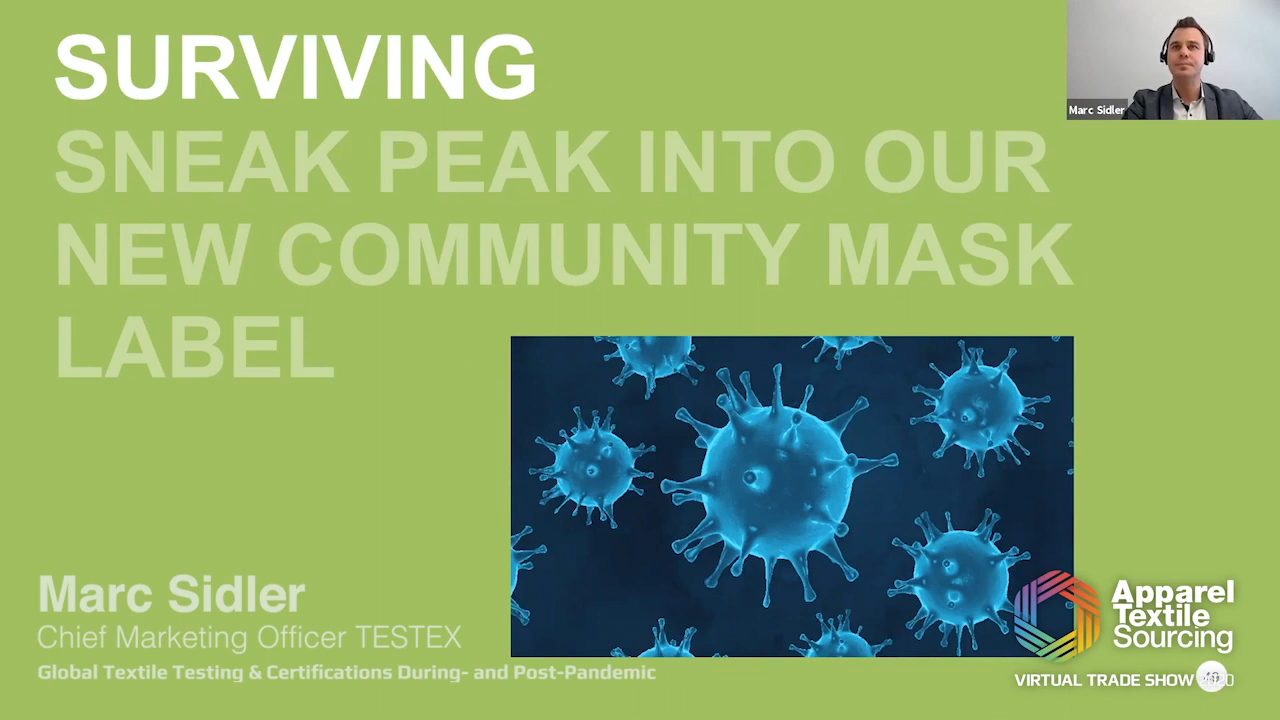 SURVIVING
SNEAK PEAK INTO OUR
NEW COMMUNITY MASK
LABEL
Marc Sidler
Marc Sidler
Chief Marketing Officer TESTEX
Global Textile Testing & Certifications During- and Post-Pandemic
Apparel
Textile
Sourcing
VIRTUAL TRADE SHOW 2020